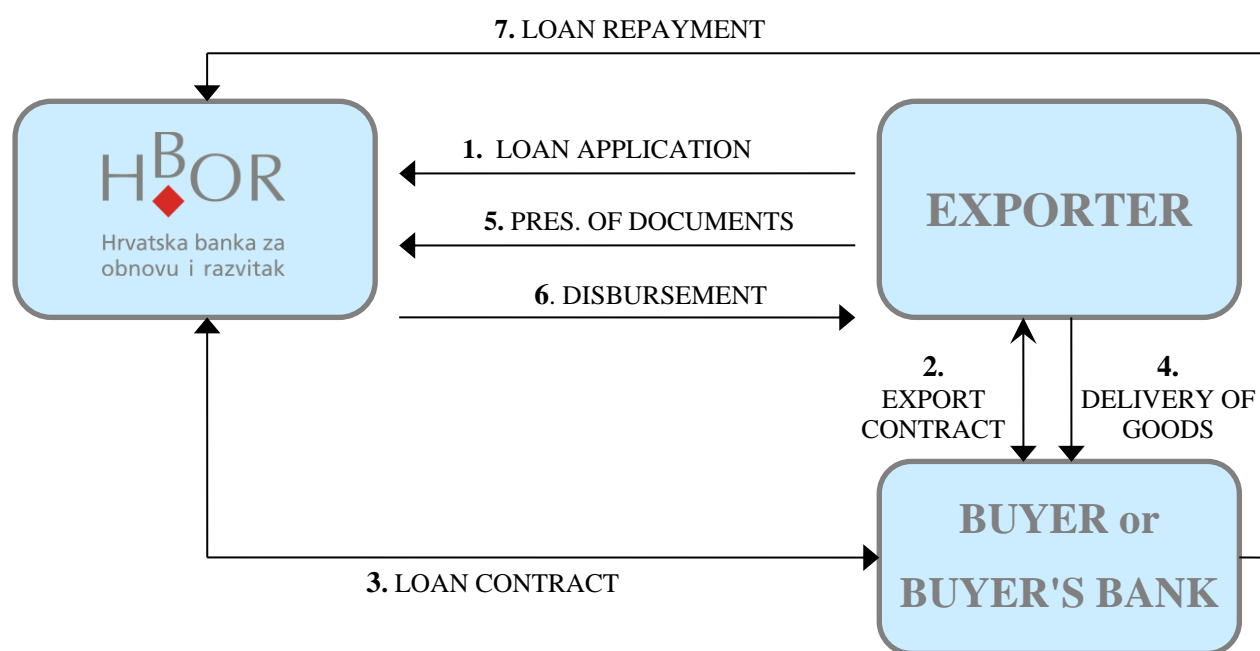 7. LOAN REPAYMENT
HBOR
Hrvatska banka za
obnovu i razvitak
1. LOAN APPLICATION
5. PRES. OF DOCUMENTS
6. DISBURSEMENT
EXPORTER
2.
EXPORT
CONTRACT
4.
DELIVERY OF
GOODS
3. LOAN CONTRACT
BUYER or
BUYER'S BANK